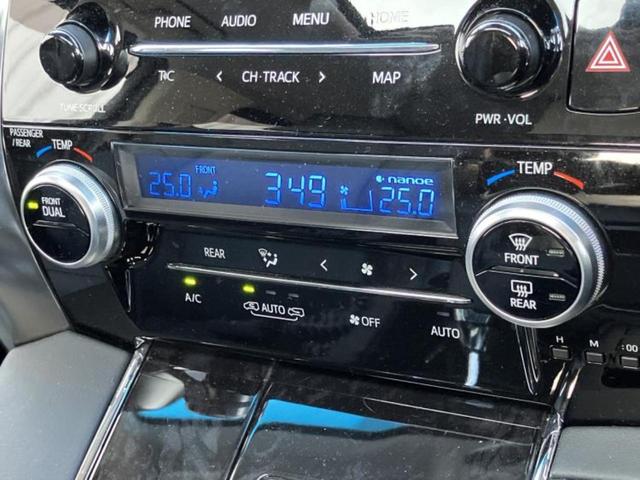 PHONE AUDIO MENU HOME
TUNE·SCROLL T/C < CH·TRACK > MAP PWR·VOL
PASSENGER
/REAR
TEMP
FRONT
DUAL
25.0 FRONT 349 nanoe 25.0
TEMP
FRONT
REAR
REAR < >
A/C AUTO OFF AUTO
H M :00